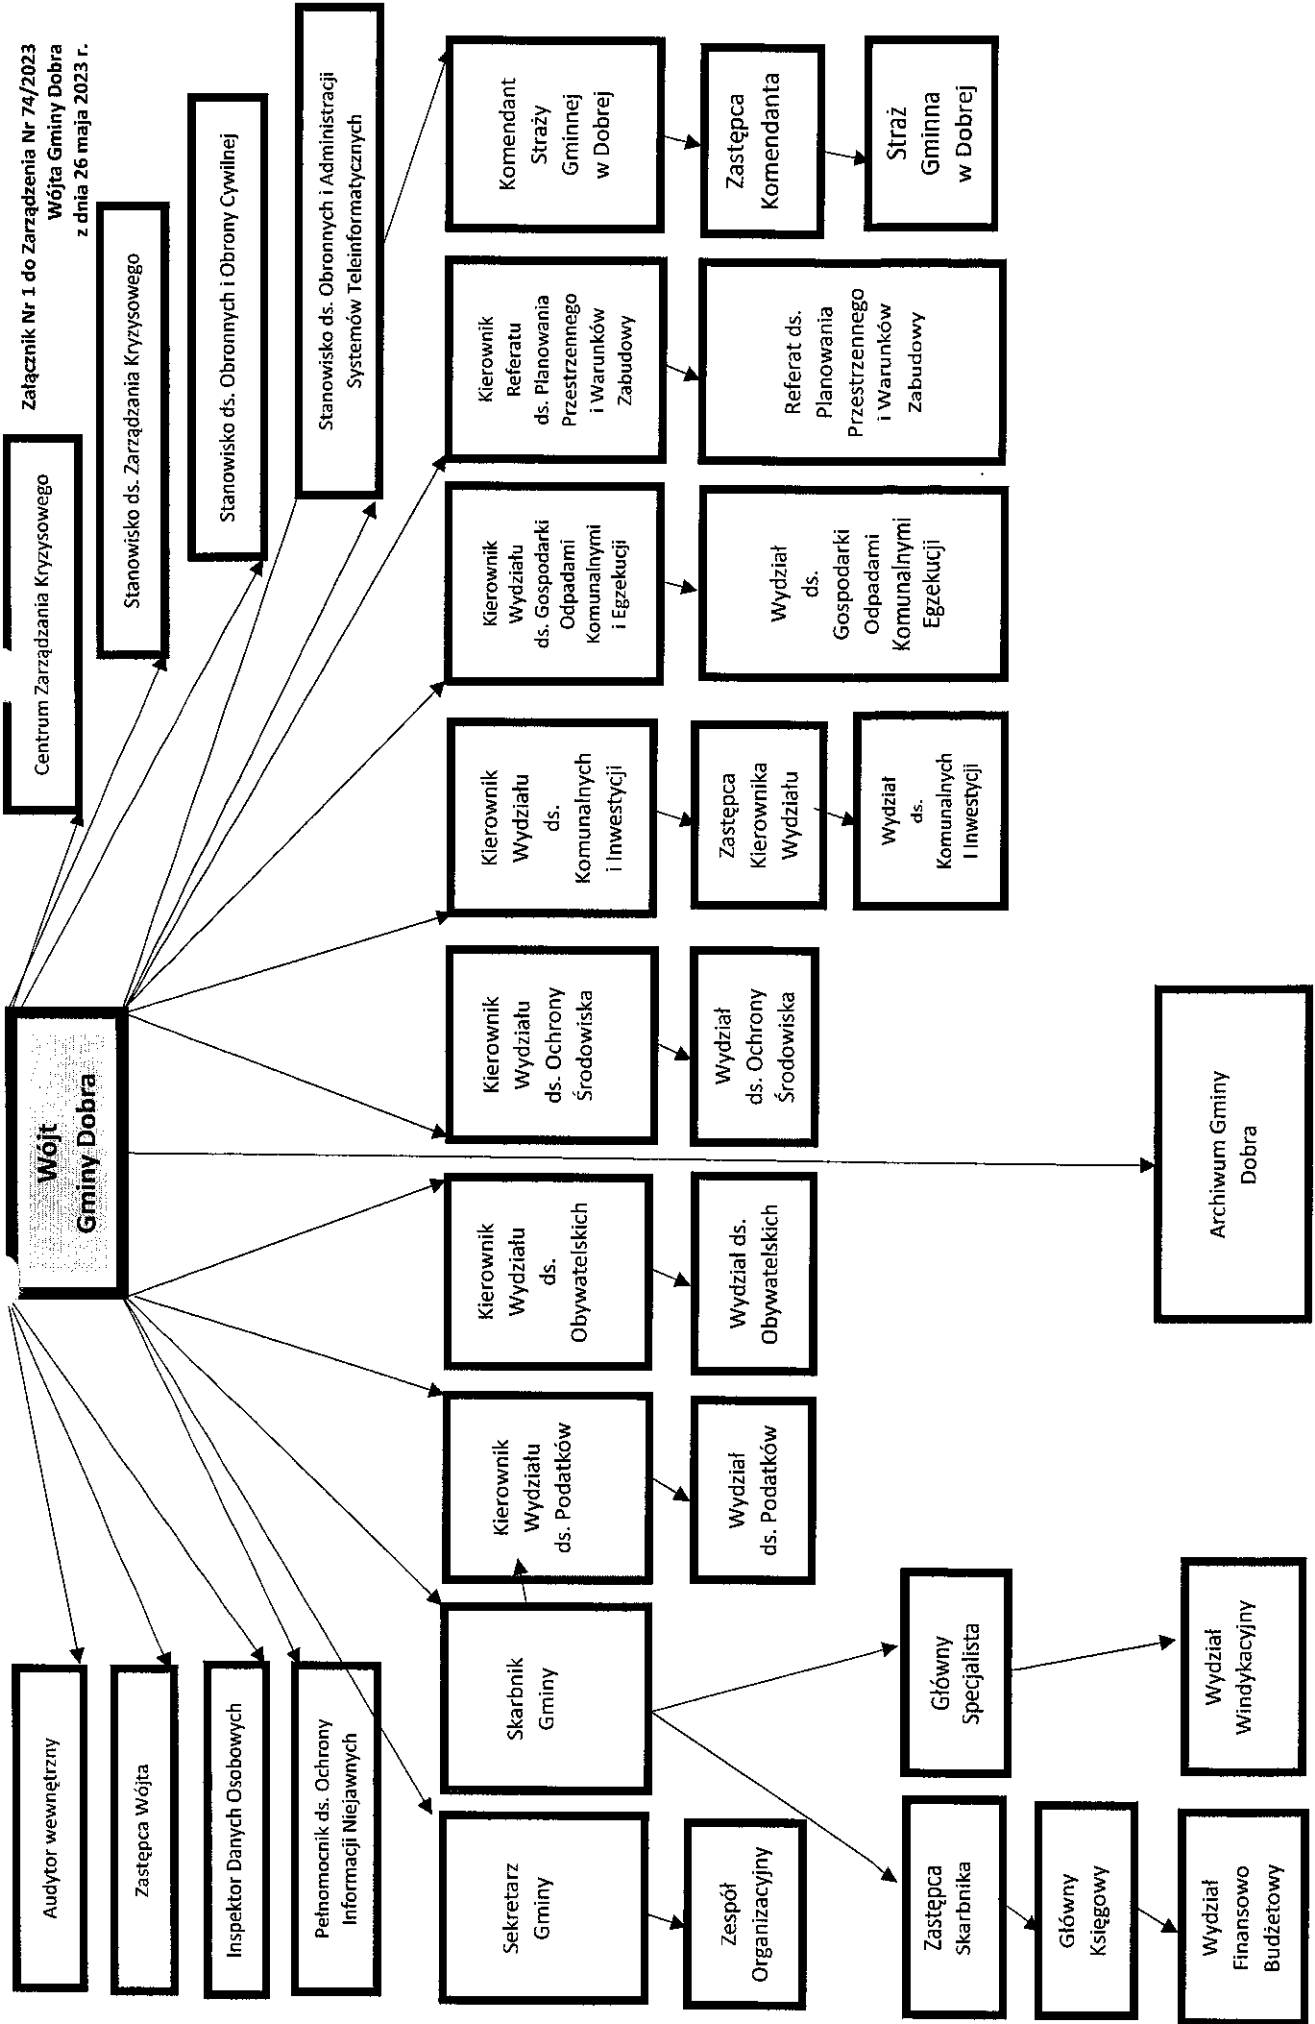 Załącznik Nr 1 do Zarządzenia Nr 74/2023
Wójta Gminy Dobra
z dnia 26 maja 2023 r.
Wójt
Gminy Dobra
Audytor wewnętrzny
Zastępca Wójta
Inspektor Danych Osobowych
Pełnomocnik ds. Ochrony
Informacji Niejawnych
Centrum Zarządzania Kryzysowego
Stanowisko ds. Zarządzania Kryzysowego
Stanowisko ds. Obronnych i Obrony Cywilnej
Stanowisko ds. Obronnych i Administracji
Systemów Teleinformatycznych
Sekretarz
Gminy
Skarbnik
Gminy
Kierownik
Wydziału
ds. Podatków
Kierownik
Wydziału
ds.
Obywatelskich
Kierownik
Wydziału
ds. Ochrony
Środowiska
Kierownik
Wydziału
ds.
Komunalnych
i Inwestycji
Kierownik
Wydziału
ds. Gospodarki
Odpadami
Komunalnymi
i Egzekucji
Kierownik
Referatu
ds. Planowania
Przestrzennego
i Warunków
Zabudowy
Komendant
Straży
Gminnej
w Dobrej
Zespół
Organizacyjny
Wydział
ds. Podatków
Wydział ds.
Obywatelskich
Wydział
ds. Ochrony
Środowiska
Zastępca
Kierownika
Wydziału
Wydział
ds.
Gospodarki
Odpadami
Komunalnymi
Egzekucji
Referat ds.
Planowania
Przestrzennego
i Warunków
Zabudowy
Zastępca
Komendanta
Wydział
ds.
Komunalnych
I Inwestycji
Straż
Gminna
w Dobrej
Zastępca
Skarbnika
Główny
Specjalista
Główny
Księgowy
Wydział
Finansowo
Budżetowy
Wydział
Windykacyjny
Archiwum Gminy
Dobra